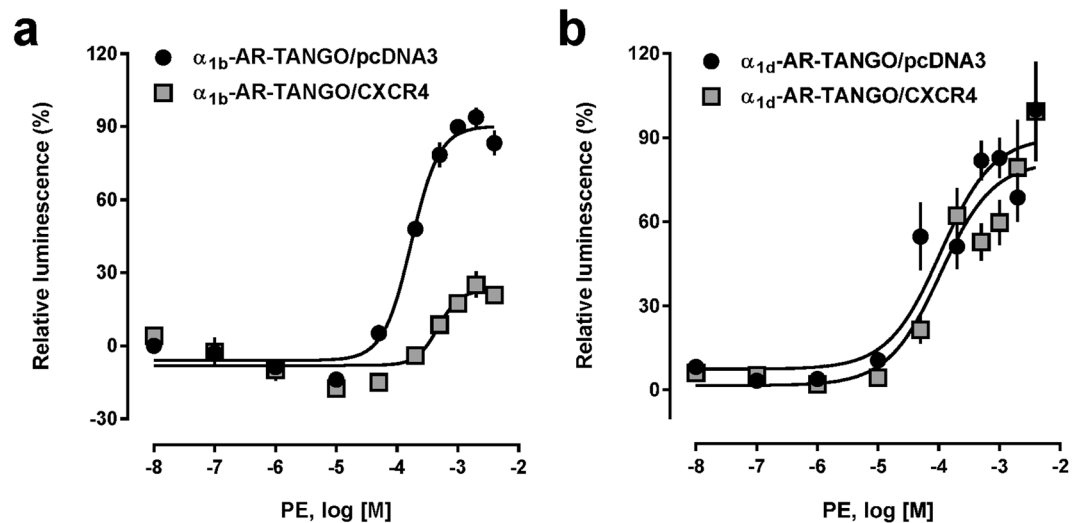 a
α1b-AR-TANGO/pcDNA3
α1b-AR-TANGO/CXCR4
Relative luminescence (%)
120
90
60
30
0
-30
-8 -7 -6 -5 -4 -3 -2
PE, log [M]
b
α1d-AR-TANGO/pcDNA3
α1d-AR-TANGO/CXCR4
Relative luminescence (%)
120
90
60
30
0
-8 -7 -6 -5 -4 -3 -2
PE, log [M]